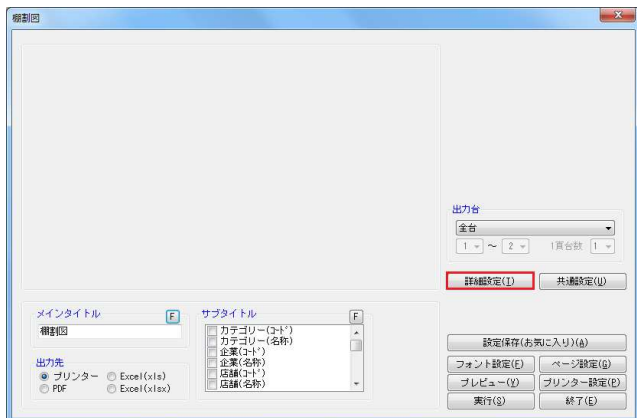 棚割図
出力台
全台
1 ～ 2 1頁台数 1
詳細設定(I) 共通設定(U)
メインタイトル F
棚割図
サブタイトル F
カテゴリー(コード)
カテゴリー(名称)
企業(コード)
企業(名称)
店舗(コード)
店舗(名称)
出力先
プリンター Excel(xls)
PDF Excel(xlsx)
設定保存(お気に入り)(A)
フォント設定(F) ページ設定(G)
プレビュー(V) プリンター設定(P)
実行(S) 終了(E)